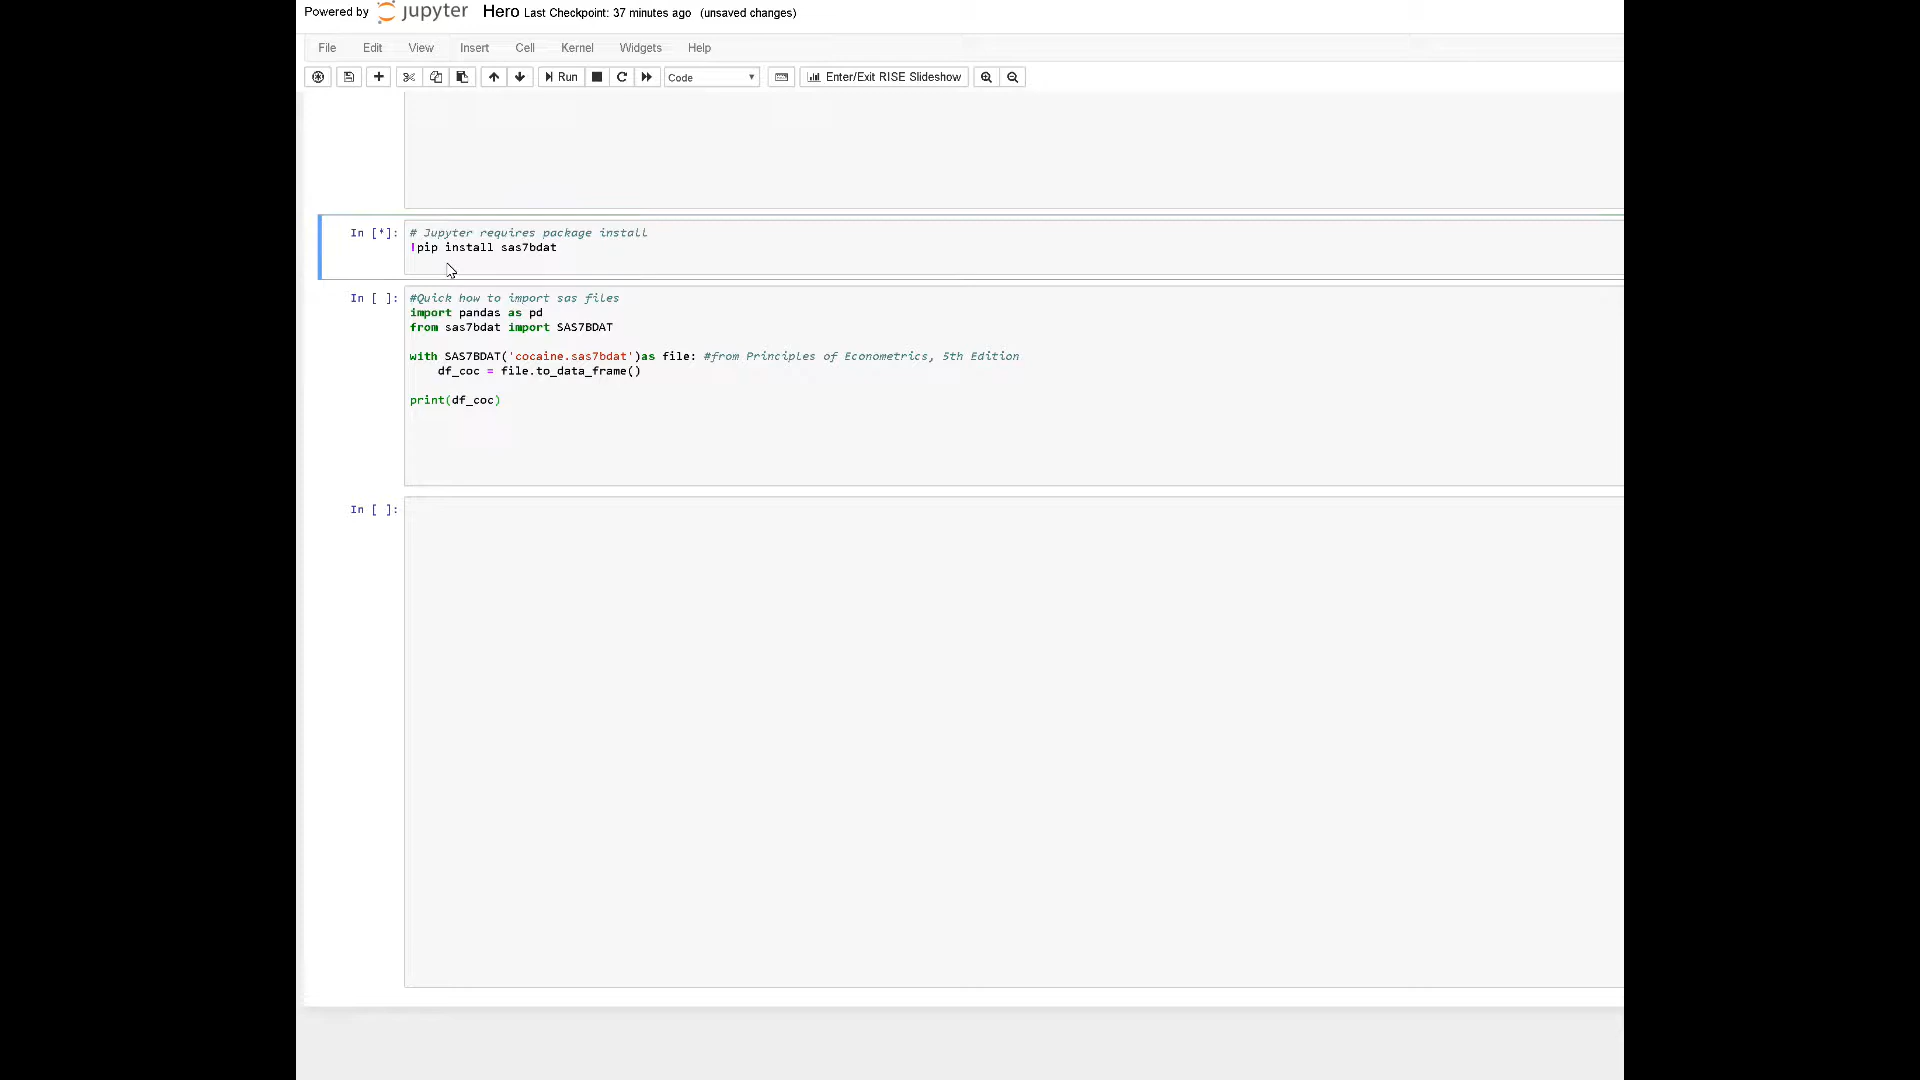 Powered by jupyter Hero Last Checkpoint: 37 minutes ago (unsaved changes)
File Edit View Insert Cell Kernel Widgets Help
Run Code Enter/Exit RISE Slideshow
In [*]: # Jupyter requires package install
!pip install sas7bdat
In [ ]: #Quick how to import sas files
import pandas as pd
from sas7bdat import SAS7BDAT
with SAS7BDAT('cocaine.sas7bdat')as file: #from Principles of Econometrics, 5th Edition
df_coc = file.to_data_frame()
print(df_coc)
In [ ]: